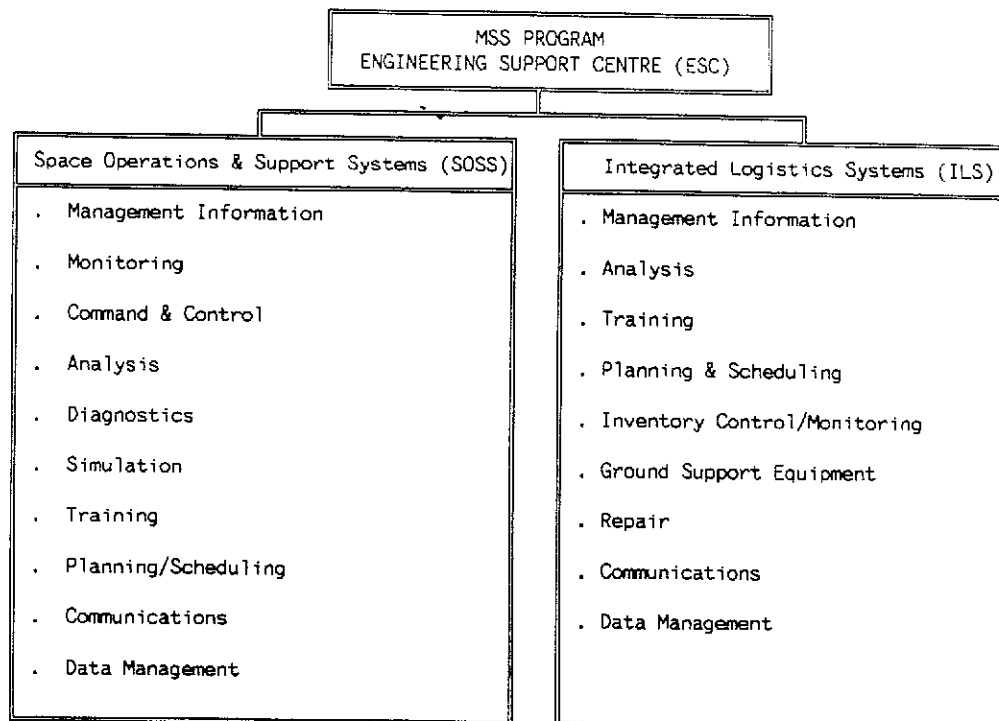 MSS PROGRAM
ENGINEERING SUPPORT CENTRE (ESC)
Space Operations & Support Systems (SOSS)
. Management Information
. Monitoring
. Command & Control
. Analysis
. Diagnostics
. Simulation
. Training
. Planning/Scheduling
. Communications
. Data Management
Integrated Logistics Systems (ILS)
. Management Information
. Analysis
. Training
. Planning & Scheduling
. Inventory Control/Monitoring
. Ground Support Equipment
. Repair
. Communications
. Data Management